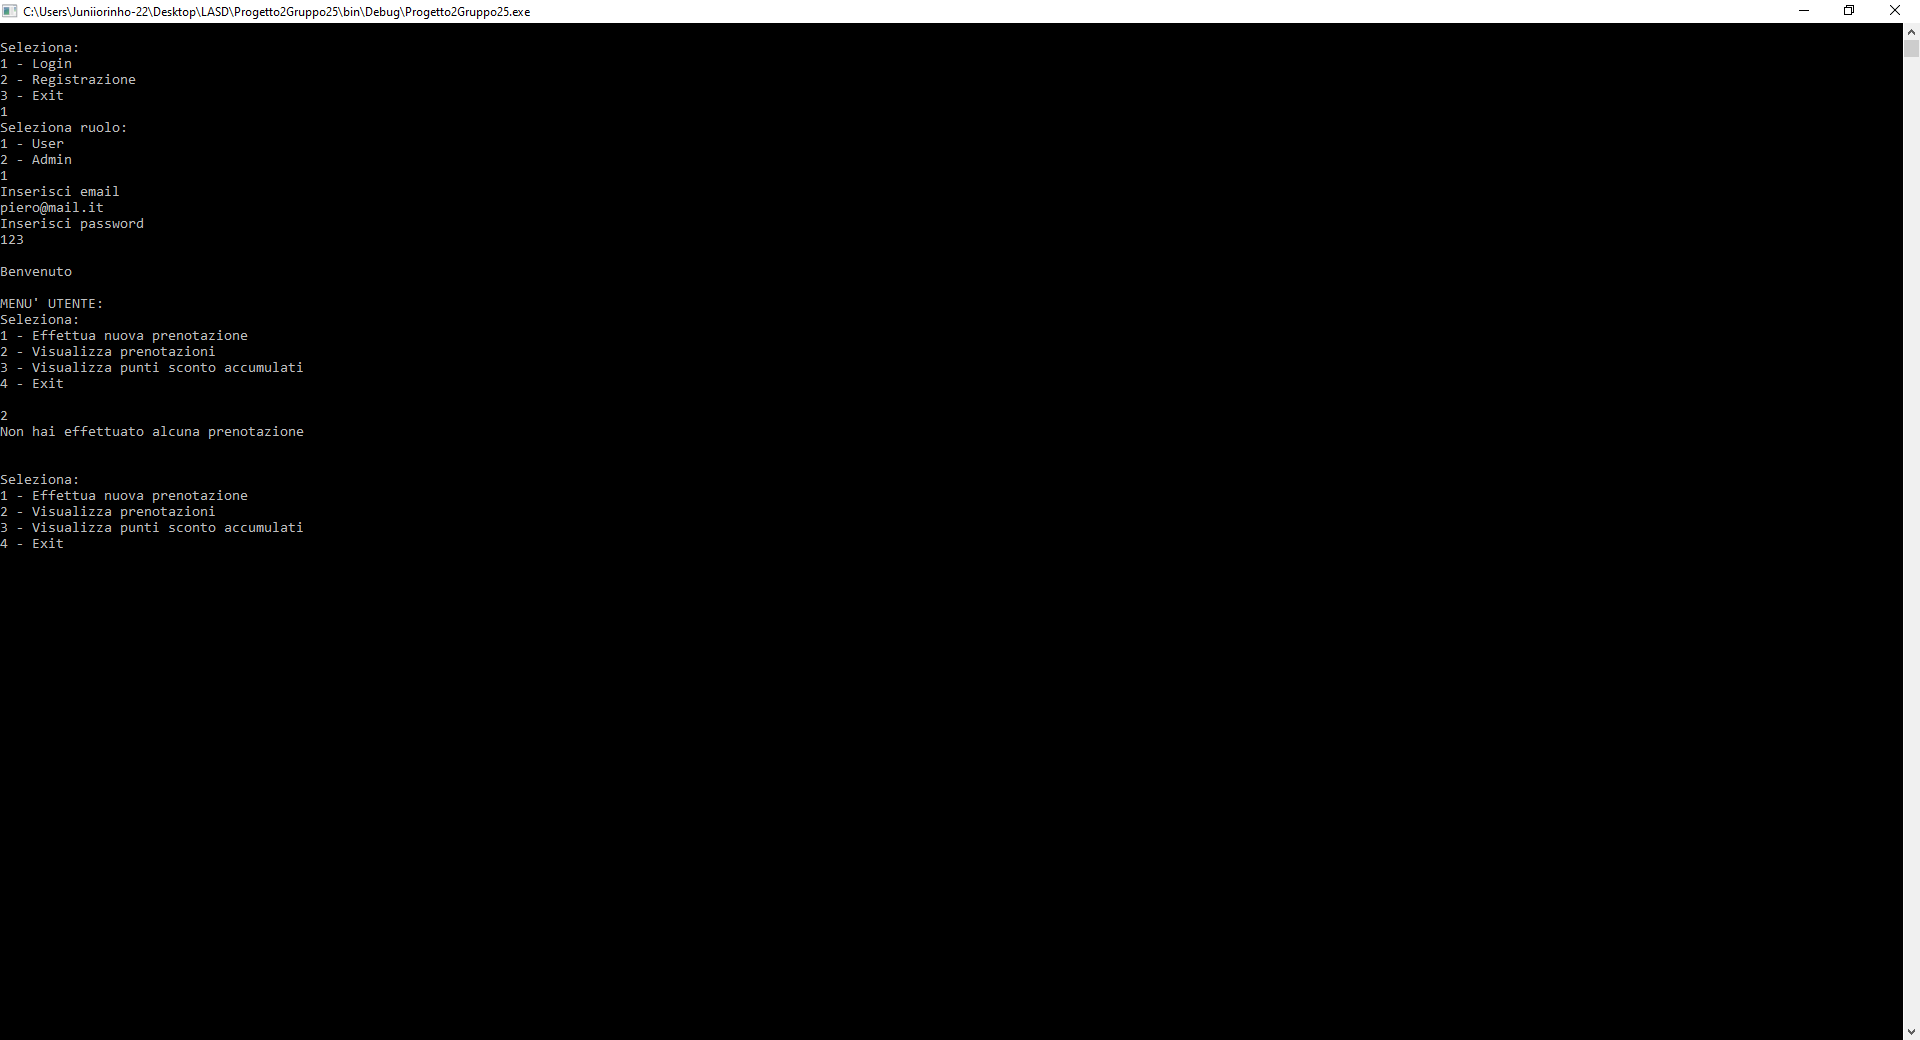 C:\Users\Juniorinho-22\Desktop\LASD\Progetto2Gruppo25\bin\Debug\Progetto2Gruppo25.exe
Seleziona:
1 - Login
2 - Registrazione
3 - Exit
1
Seleziona ruolo:
1 - User
2 - Admin
1
Inserisci email
piero@mail.it
Inserisci password
123
Benvenuto
MENU' UTENTE:
Seleziona:
1 - Effettua nuova prenotazione
2 - Visualizza prenotazioni
3 - Visualizza punti sconto accumulati
4 - Exit
2
Non hai effettuato alcuna prenotazione
Seleziona:
1 - Effettua nuova prenotazione
2 - Visualizza prenotazioni
3 - Visualizza punti sconto accumulati
4 - Exit